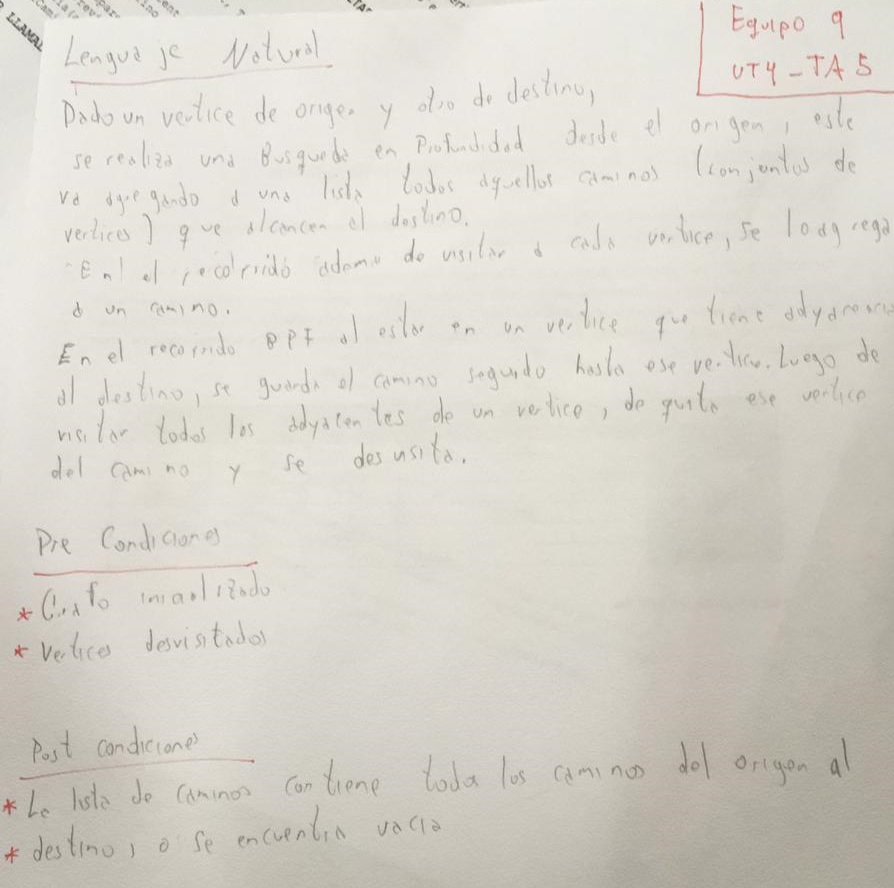 Equipo 9
UT4-TA5
Lenguaje Natural
Dado un vertice de origen y otro de destino,
se realiza una Busqueda en Profundidad desde el origen, este
va agregando a una lista todos aquellos caminos (conjuntos de
vertices) que alcancen al destino.
En el recorrido ademas de visitar a cada vertice, se lo agrega
a un camino.
En el recorrido BPF al estar en un vertice que tiene adyacencia
al destino, se guarda el camino seguido hasta ese vertice. Luego de
visitar todos los adyacentes de un vertice, de quita ese vertice
del camino y se desvisita.
Pre Condiciones
* Grafo inicializado
* Vertices desvisitados
Post condiciones
* La lista de caminos contiene todos los caminos del origen al
* destino, o se encuentra vacia